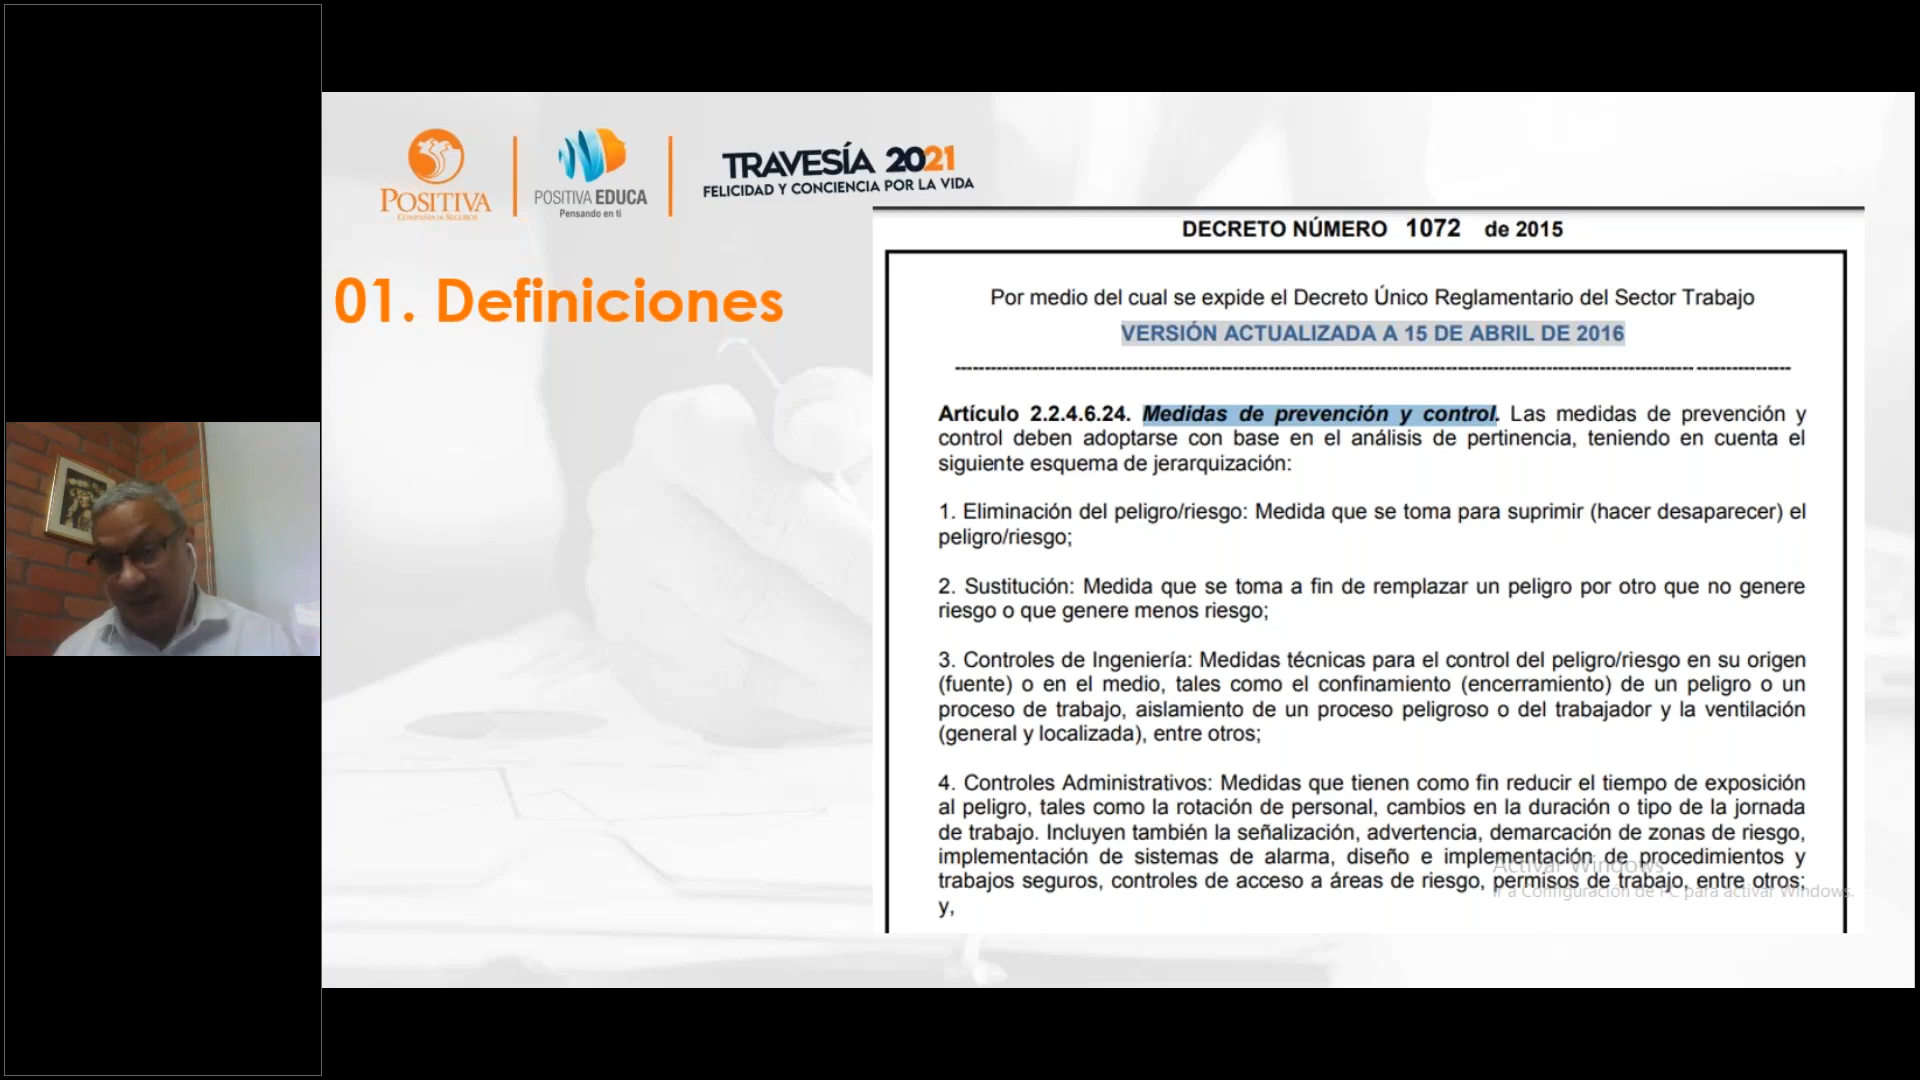 POSITIVA
COMPAÑÍA DE SEGUROS
POSITIVA EDUCA
Pensando en ti
TRAVESÍA 2021
FELICIDAD Y CONCIENCIA POR LA VIDA
01. Definiciones
DECRETO NÚMERO 1072 de 2015
Por medio del cual se expide el Decreto Único Reglamentario del Sector Trabajo
VERSIÓN ACTUALIZADA A 15 DE ABRIL DE 2016
Artículo 2.2.4.6.24. Medidas de prevención y control. Las medidas de prevención y
control deben adoptarse con base en el análisis de pertinencia, teniendo en cuenta el
siguiente esquema de jerarquización:
1. Eliminación del peligro/riesgo: Medida que se toma para suprimir (hacer desaparecer) el
peligro/riesgo;
2. Sustitución: Medida que se toma a fin de remplazar un peligro por otro que no genere
riesgo o que genere menos riesgo;
3. Controles de Ingeniería: Medidas técnicas para el control del peligro/riesgo en su origen
(fuente) o en el medio, tales como el confinamiento (encerramiento) de un peligro o un
proceso de trabajo, aislamiento de un proceso peligroso o del trabajador y la ventilación
(general y localizada), entre otros;
4. Controles Administrativos: Medidas que tienen como fin reducir el tiempo de exposición
al peligro, tales como la rotación de personal, cambios en la duración o tipo de la jornada
de trabajo. Incluyen también la señalización, advertencia, demarcación de zonas de riesgo,
implementación de sistemas de alarma, diseño e implementación de procedimientos y
trabajos seguros, controles de acceso a áreas de riesgo, permisos de trabajo, entre otros;
y,
Activar Windows
Ir a Configuración de PC para activar Windows.